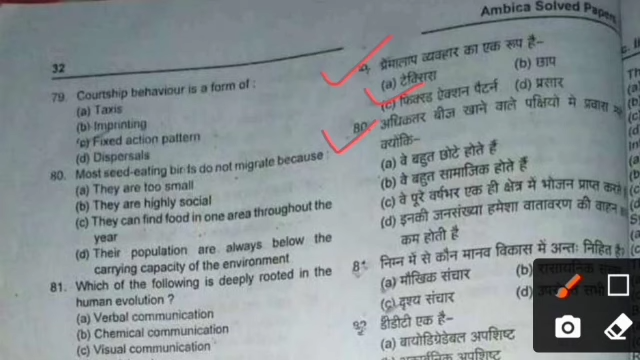 Ambica Solved Papers
32
79. Courtship behaviour is a form of :
(a) Taxis
(b) Imprinting
(c) Fixed action pattern
(d) Dispersals
80. Most seed-eating birds do not migrate because :
(a) They are too small
(b) They are highly social
(c) They can find food in one area throughout the
year
(d) Their population are always below the
carrying capacity of the environment
81. Which of the following is deeply rooted in the
human evolution ?
(a) Verbal communication
(b) Chemical communication
(c) Visual communication
प्रेमालाप व्यवहार का एक रूप है–
(a) टेक्सिस (b) छाप
(c) फिक्स्ड ऐक्शन पैटर्न (d) प्रसार
80. अधिकतर बीज खाने वाले पक्षियो मे प्रवास
क्योंकि–
(a) वे बहुत छोटे होते हैं
(b) वे बहुत सामाजिक होते हैं
(c) वे पूरे वर्षभर एक ही क्षेत्र में भोजन प्राप्त
(d) इनकी जनसंख्या हमेशा वातावरण की वाहन
कम होती है
81. निम्न में से कौन मानव विकास में अन्तः निहित है
(a) मौखिक संचार (b)
(c) दृश्य संचार (d)
डीडीटी एक है–
(a) बायोडिग्रेडेबल अपशिष्ट
अपशिष्ट